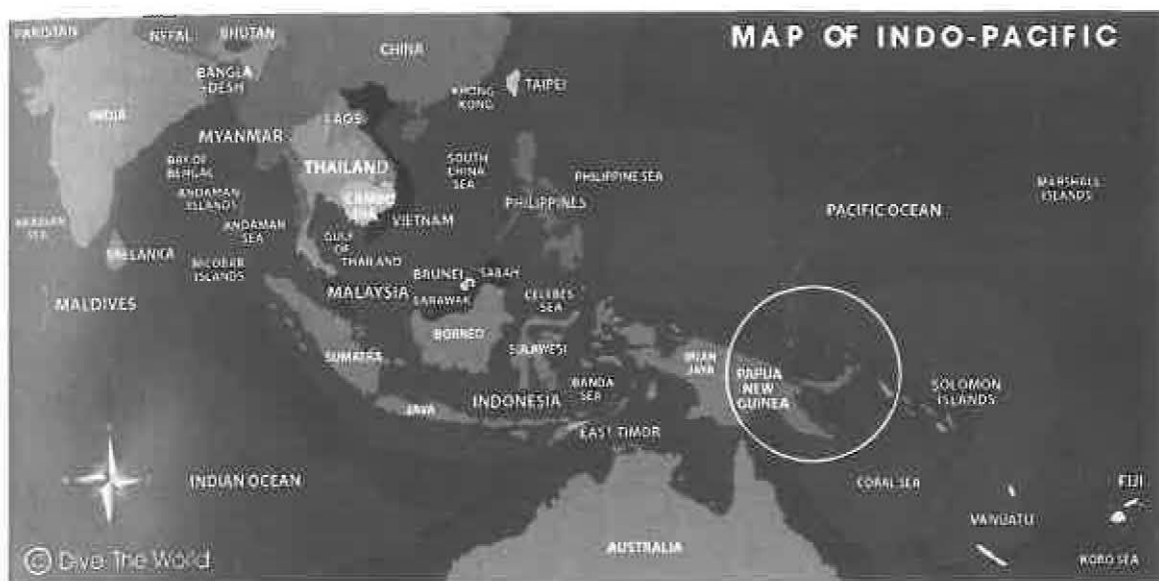 MAP OF INDO-PACIFIC
PAKISTAN
NEPAL
BHUTAN
CHINA
BANGLA
-DESH
TAIPEI
KONG
INDIA
MYANMAR
LAOS
BAY OF
BENGAL
THAILAND
SOUTH
CHINA
SEA
PHILIPPINE SEA
MARSHALL
ISLANDS
ANDAMAN
ISLANDS
PHILIPPINES
PACIFIC OCEAN
ARABIAN
SEA
ANDAMAN
SEA
VIETNAM
GULF
OF
THAILAND
SRI LANKA
NICOBAR
ISLANDS
BRUNEI
SABAH
MALDIVES
MALAYSIA
SARAWAK
CELEBES
SEA
BORNEO
SUMATRA
SULAWESI
IRIAN
JAYA
PAPUA
NEW
GUINEA
BANDA
SEA
SOLOMON
ISLANDS
JAVA
INDONESIA
EAST TIMOR
INDIAN OCEAN
CORAL SEA
FIJI
VANUATU
AUSTRALIA
KORO SEA
© Dive The World